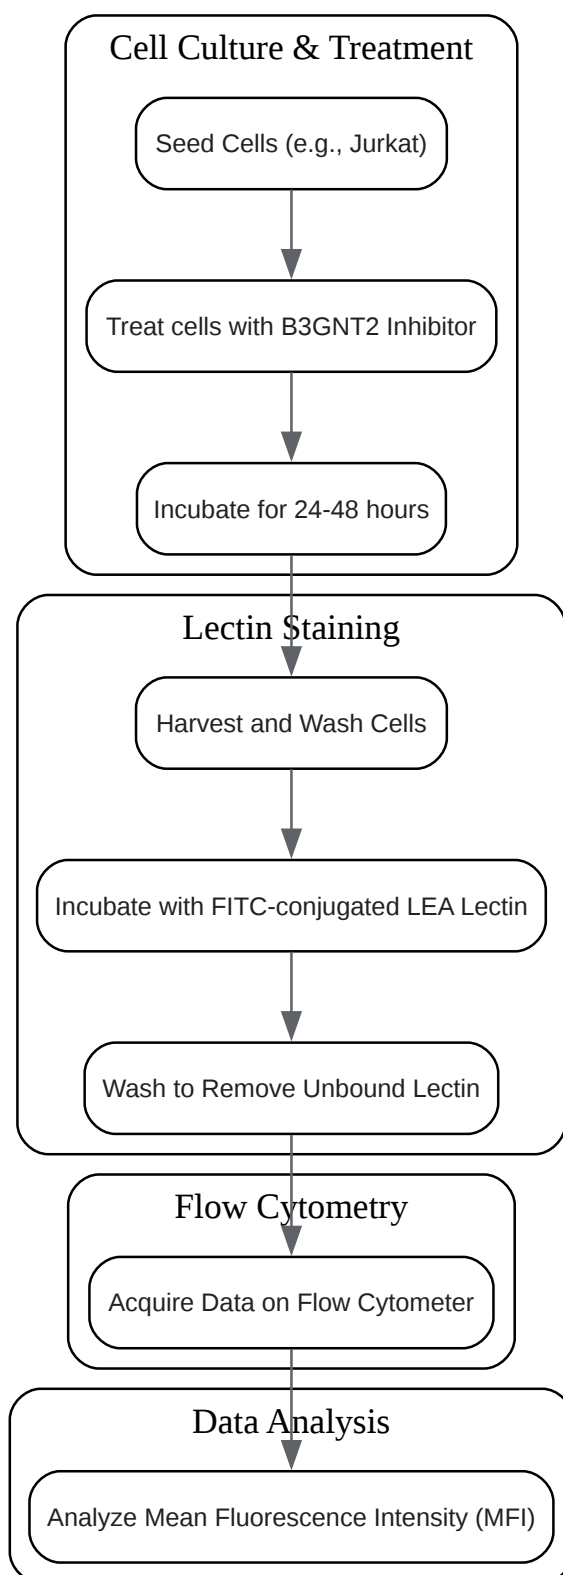 Cell Culture & Treatment
Seed Cells (e.g., Jurkat)
Treat cells with B3GNT2 Inhibitor
Incubate for 24-48 hours
Lectin Staining
Harvest and Wash Cells
Incubate with FITC-conjugated LEA Lectin
Wash to Remove Unbound Lectin
Flow Cytometry
Acquire Data on Flow Cytometer
Data Analysis
Analyze Mean Fluorescence Intensity (MFI)